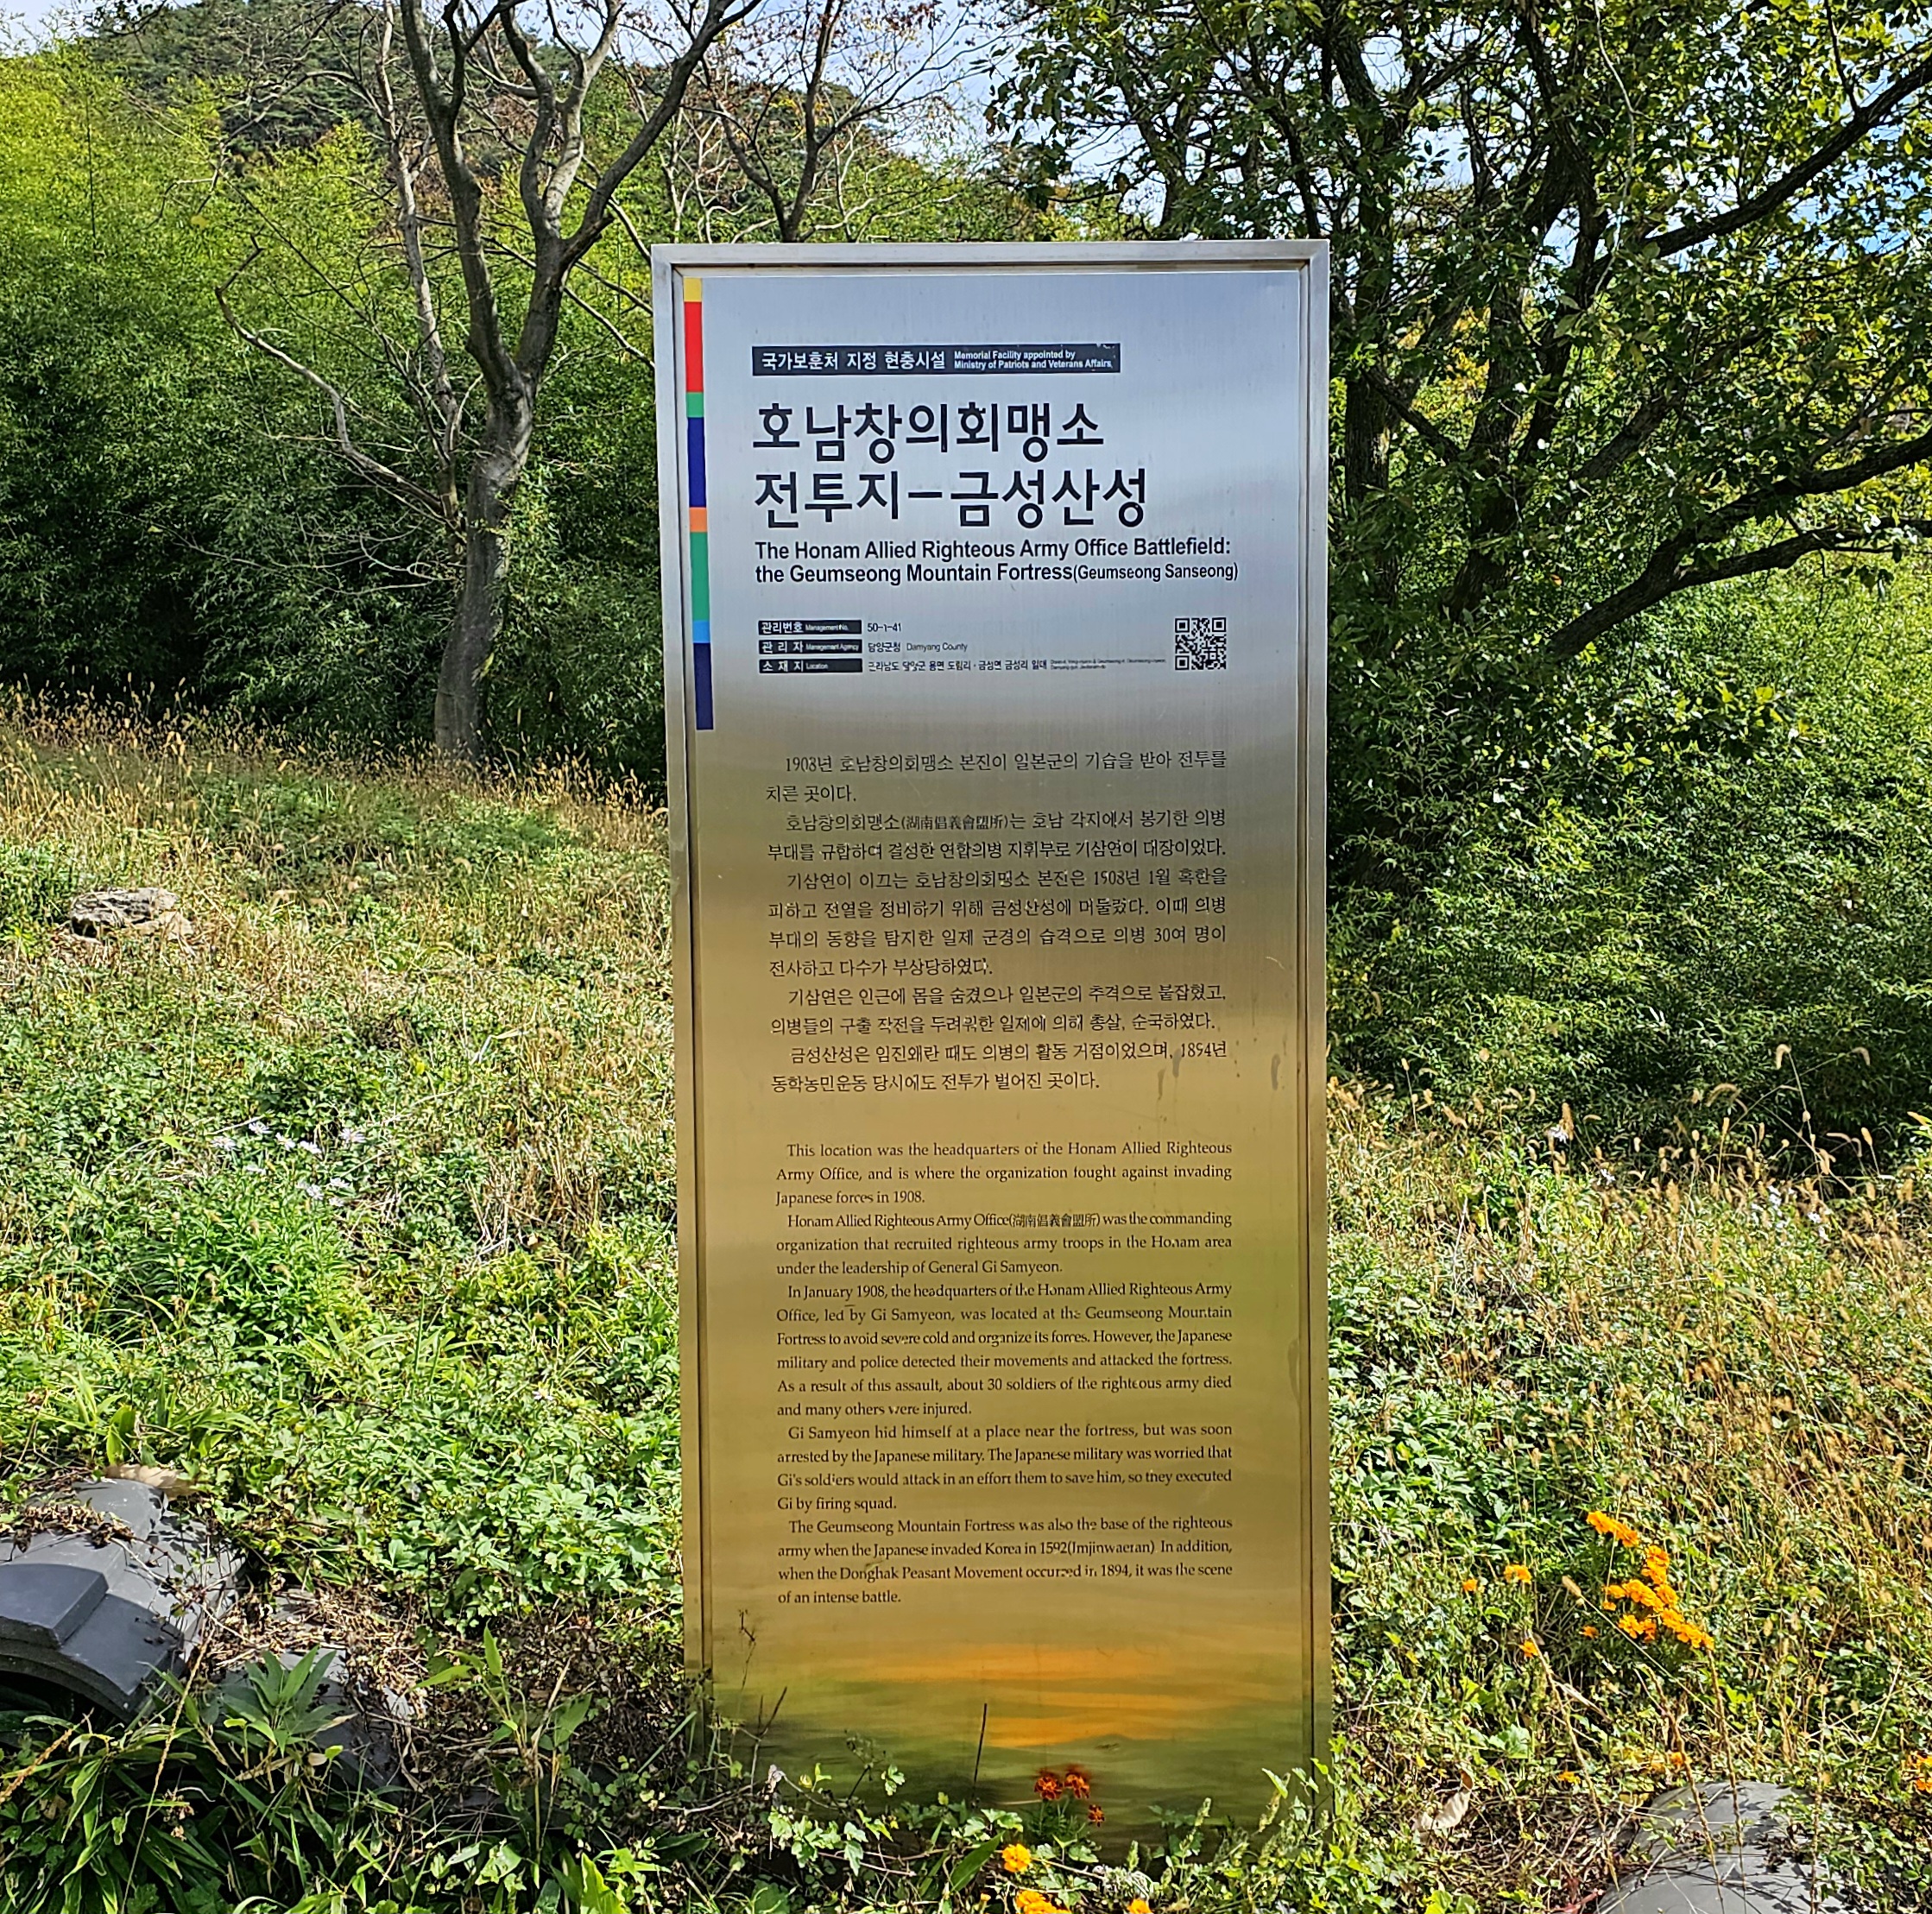 국가보훈처 지정 현충시설 Memorial Facility appointed by
Ministry of Patriots and Veterans Affairs
호남창의회맹소
전투지-금성산성
The Honam Allied Righteous Army Office Battlefield:
the Geumseong Mountain Fortress(Geumseong Sanseong)
관리번호 Management No. 50-1-41
관 리 자 Management Agency 담양군청 Damyang County
소 재 지 Location 전라남도 담양군 용면 도림리·금성면 금성리 일대
1908년 호남창의회맹소 본진이 일본군의 기습을 받아 전투를
치른 곳이다.
호남창의회맹소(湖南倡義會盟所)는 호남 각지에서 봉기한 의병
부대를 규합하여 결성한 연합의병 지휘부로 기삼연이 대장이었다.
기삼연이 이끄는 호남창의회맹소 본진은 1908년 1월 혹한을
피하고 전열을 정비하기 위해 금성산성에 머물렀다. 이때 의병
부대의 동향을 탐지한 일제 군경의 습격으로 의병 30여 명이
전사하고 다수가 부상당하였다.
기삼연은 인근에 몸을 숨겼으나 일본군의 추격으로 붙잡혔고,
의병들의 구출 작전을 두려워한 일제에 의해 총살, 순국하였다.
금성산성은 임진왜란 때도 의병의 활동 거점이었으며, 1894년
동학농민운동 당시에도 전투가 벌어진 곳이다.
This location was the headquarters of the Honam Allied Righteous
Army Office, and is where the organization fought against invading
Japanese forces in 1908.
Honam Allied Righteous Army Office(湖南倡義會盟所) was the commanding
organization that recruited righteous army troops in the Honam area
under the leadership of General Gi Samyeon.
In January 1908, the headquarters of the Honam Allied Righteous Army
Office, led by Gi Samyeon, was located at the Geumseong Mountain
Fortress to avoid severe cold and organize its forces. However, the Japanese
military and police detected their movements and attacked the fortress.
As a result of this assault, about 30 soldiers of the righteous army died
and many others were injured.
Gi Samyeon hid himself at a place near the fortress, but was soon
arrested by the Japanese military. The Japanese military was worried that
Gi's soldiers would attack in an effort them to save him, so they executed
Gi by firing squad.
The Geumseong Mountain Fortress was also the base of the righteous
army when the Japanese invaded Korea in 1592(Imjinwaeran) In addition,
when the Donghak Peasant Movement occurred in 1894, it was the scene
of an intense battle.